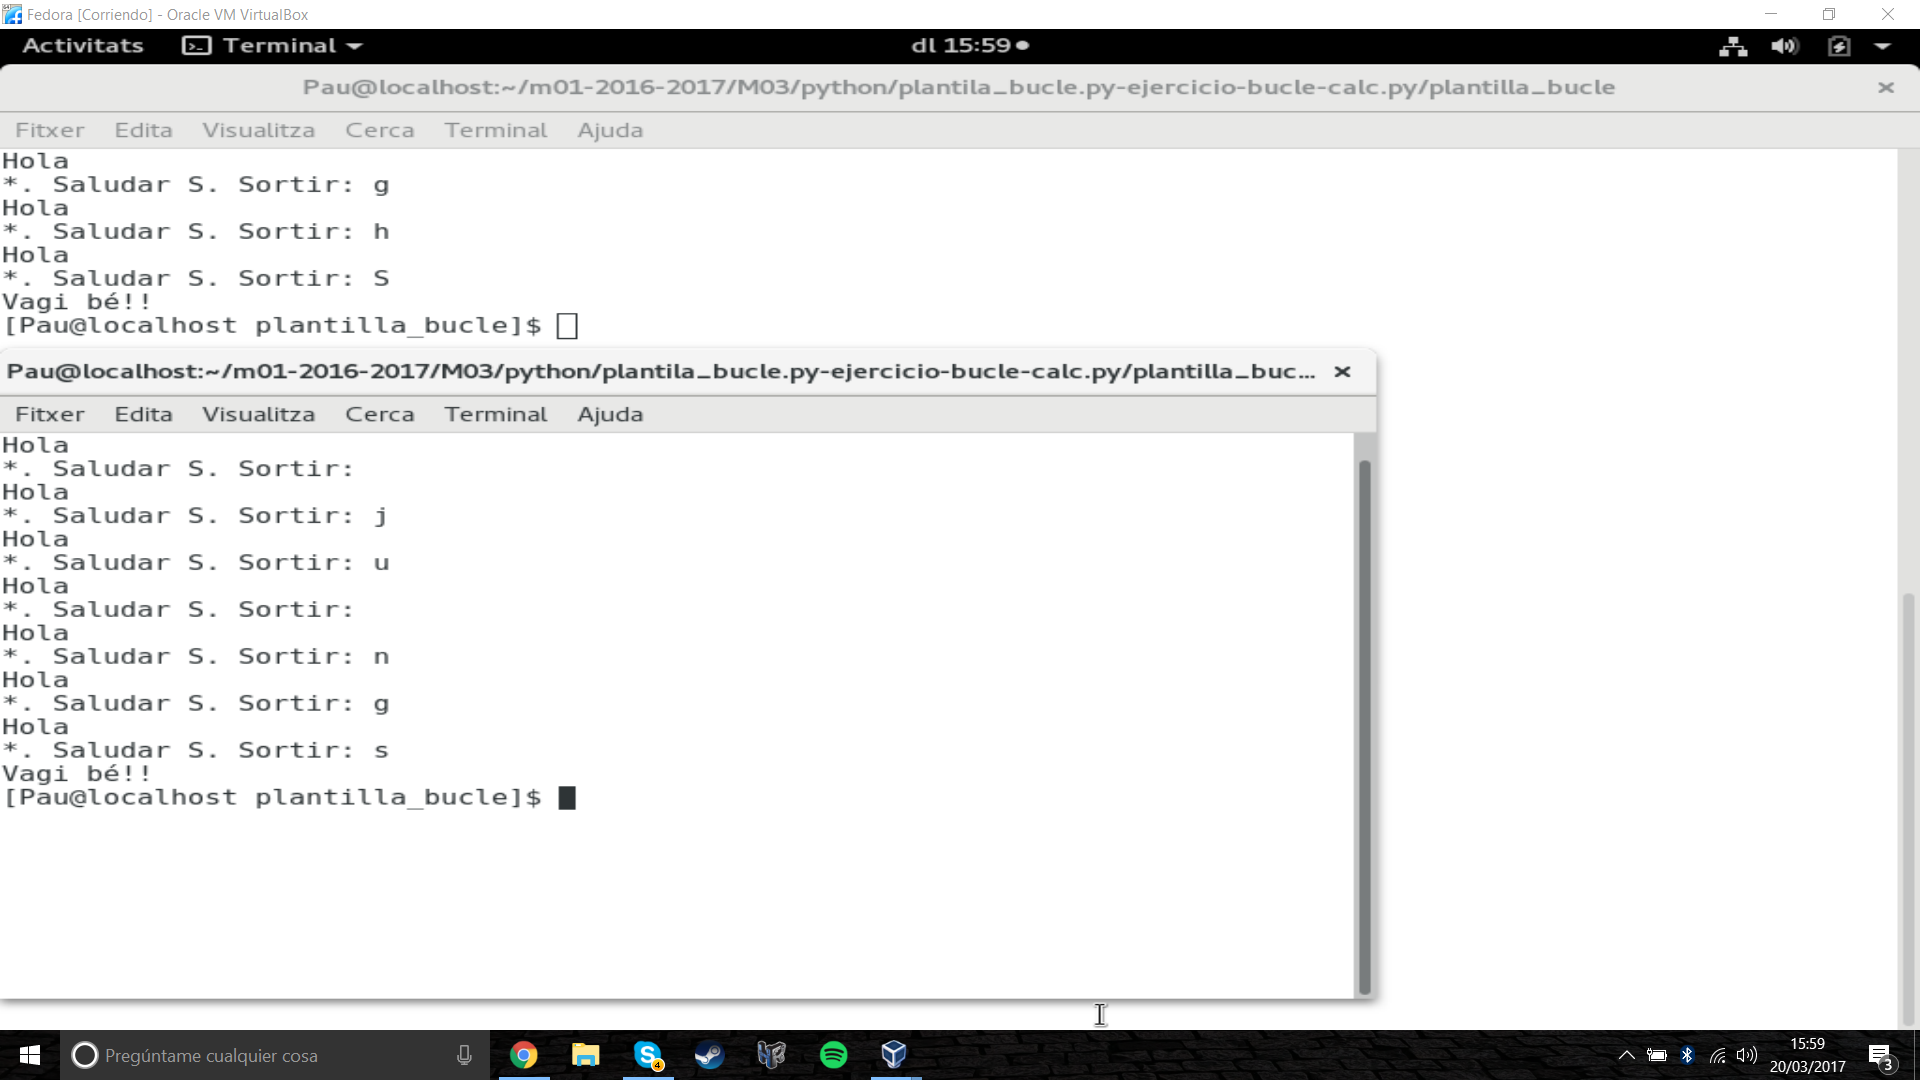 Fedora [Corriendo] - Oracle VM VirtualBox
Activitats Terminal dl 15:59
Pau@localhost:~/m01-2016-2017/M03/python/plantila_bucle.py-ejercicio-bucle-calc.py/plantilla_bucle
Fitxer Edita Visualitza Cerca Terminal Ajuda
Hola
*. Saludar S. Sortir: g
Hola
*. Saludar S. Sortir: h
Hola
*. Saludar S. Sortir: S
Vagi bé!!
[Pau@localhost plantilla_bucle]$
Pau@localhost:~/m01-2016-2017/M03/python/plantila_bucle.py-ejercicio-bucle-calc.py/plantilla_buc...
Fitxer Edita Visualitza Cerca Terminal Ajuda
Hola
*. Saludar S. Sortir:
Hola
*. Saludar S. Sortir: j
Hola
*. Saludar S. Sortir: u
Hola
*. Saludar S. Sortir:
Hola
*. Saludar S. Sortir: n
Hola
*. Saludar S. Sortir: g
Hola
*. Saludar S. Sortir: s
Vagi bé!!
[Pau@localhost plantilla_bucle]$
Pregúntame cualquier cosa
4
15:59
20/03/2017
3